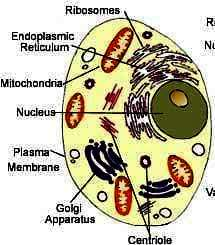 Ribosomes
Endoplasmic
Reticulum
Mitochondria
Nucleus
Plasma
Membrane
Golgi
Apparatus
Centriole